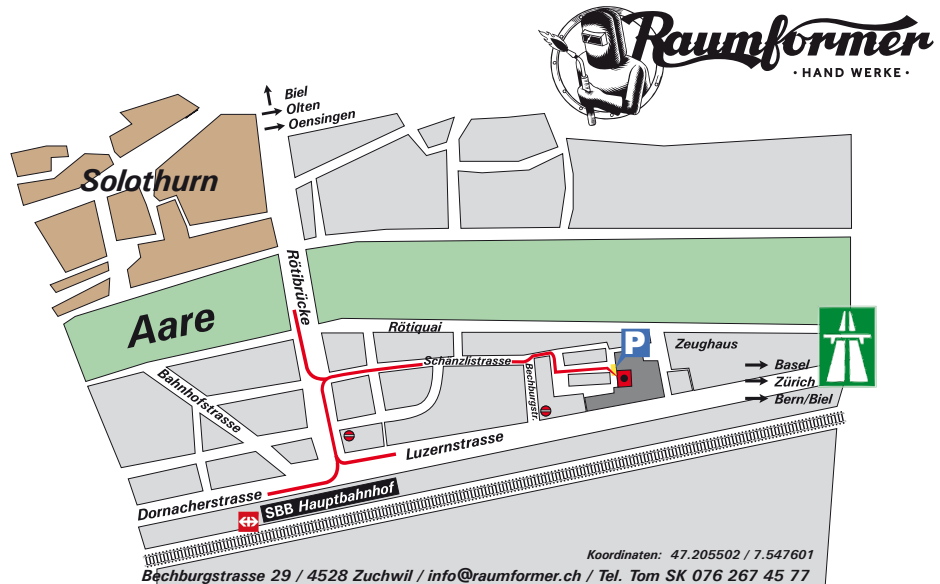 Raumformer
· HAND WERKE ·
Biel
Olten
Oensingen
Solothurn
Rötibrücke
Aare
Rötiquai
P
Zeughaus
Schänzlistrasse
Basel
Zürich
Bern/Biel
Bechburgstr.
Bahnhofstrasse
Luzernstrasse
Dornacherstrasse
SBB Hauptbahnhof
Koordinaten: 47.205502 / 7.547601
Bechburgstrasse 29 / 4528 Zuchwil / info@raumformer.ch / Tel. Tom SK 076 267 45 77